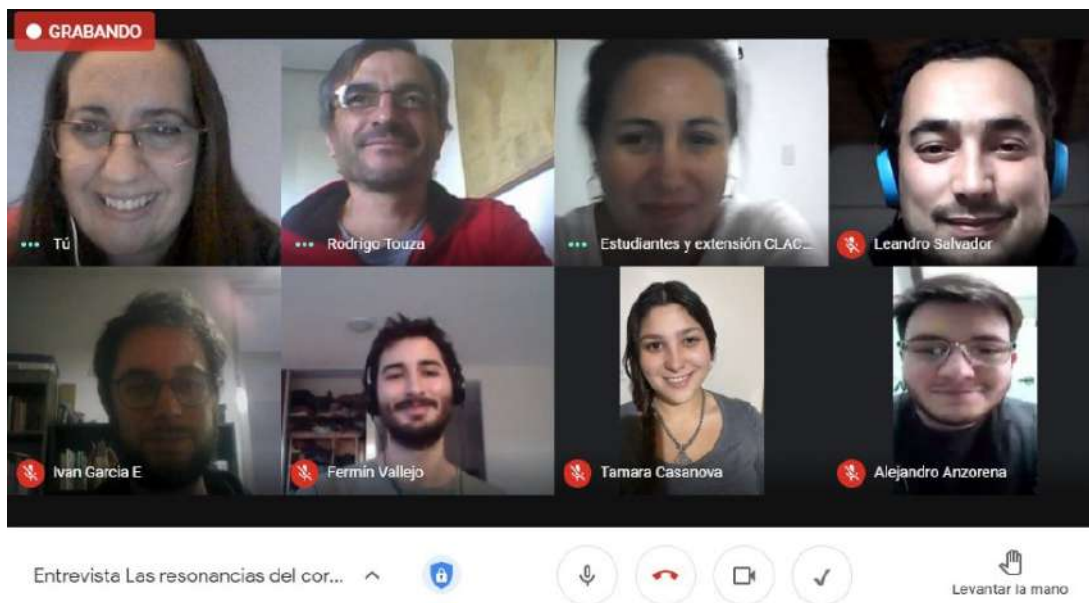 GRABANDO
Tú
Rodrigo Touza
Estudiantes y extensión CLAC...
Leandro Salvador
Ivan Garcia E
Fermín Vallejo
Tamara Casanova
Alejandro Anzorena
Entrevista Las resonancias del cor...
Levantar la mano